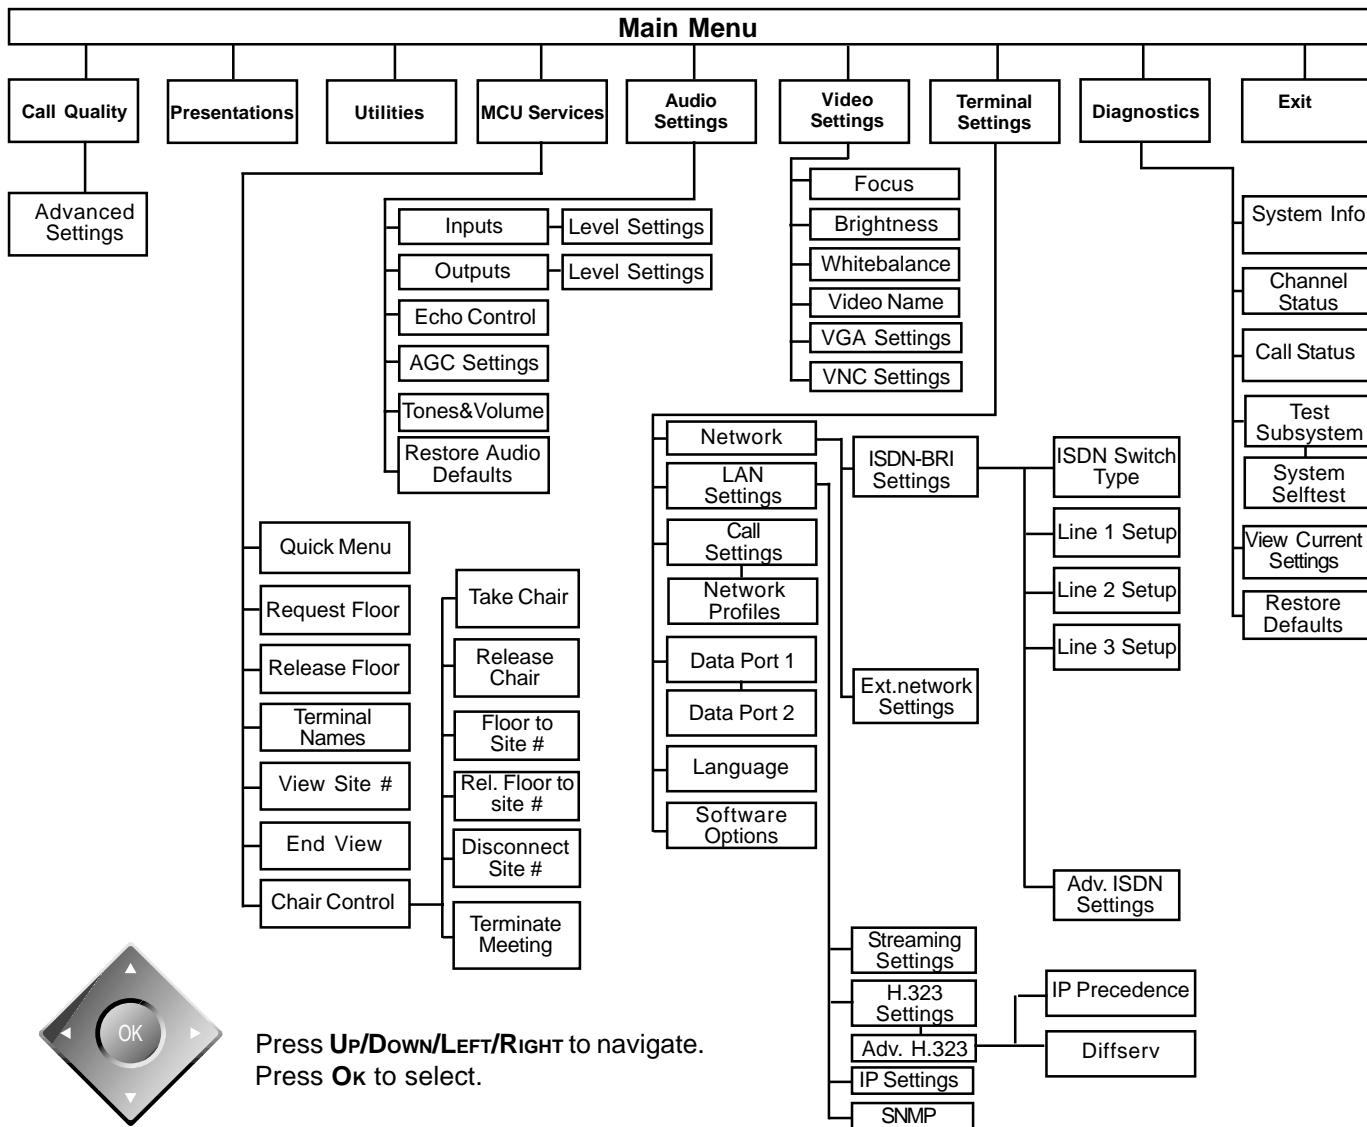 Main Menu
Call Quality
Presentations
Utilities
MCU Services
Audio
Settings
Video
Settings
Terminal
Settings
Diagnostics
Exit
Advanced
Settings
Quick Menu
Request Floor
Release Floor
Terminal
Names
View Site #
End View
Chair Control
Take Chair
Release
Chair
Floor to
Site #
Rel. Floor to
site #
Disconnect
Site #
Terminate
Meeting
Inputs
Level Settings
Outputs
Level Settings
Echo Control
AGC Settings
Tones&Volume
Restore Audio
Defaults
Focus
Brightness
Whitebalance
Video Name
VGA Settings
VNC Settings
Network
LAN
Settings
Call
Settings
Network
Profiles
Data Port 1
Data Port 2
Language
Software
Options
ISDN-BRI
Settings
Ext.network
Settings
ISDN Switch
Type
Line 1 Setup
Line 2 Setup
Line 3 Setup
Adv. ISDN
Settings
Streaming
Settings
H.323
Settings
Adv. H.323
IP Settings
SNMP
IP Precedence
Diffserv
System Info
Channel
Status
Call Status
Test
Subsystem
System
Selftest
View Current
Settings
Restore
Defaults
OK
Press UP/DOWN/LEFT/RIGHT to navigate.
Press OK to select.